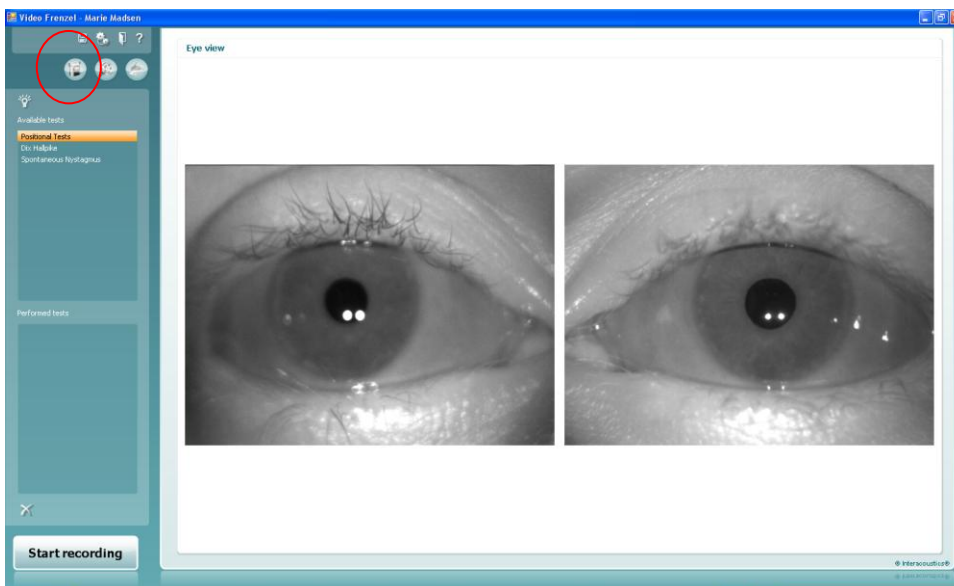 Video Frenzel - Marie Madsen
?
Eye view
Available tests
Positional Tests
Dix Hallpike
Spontaneous Nystagmus
Performed tests
Start recording
® Interacoustics®